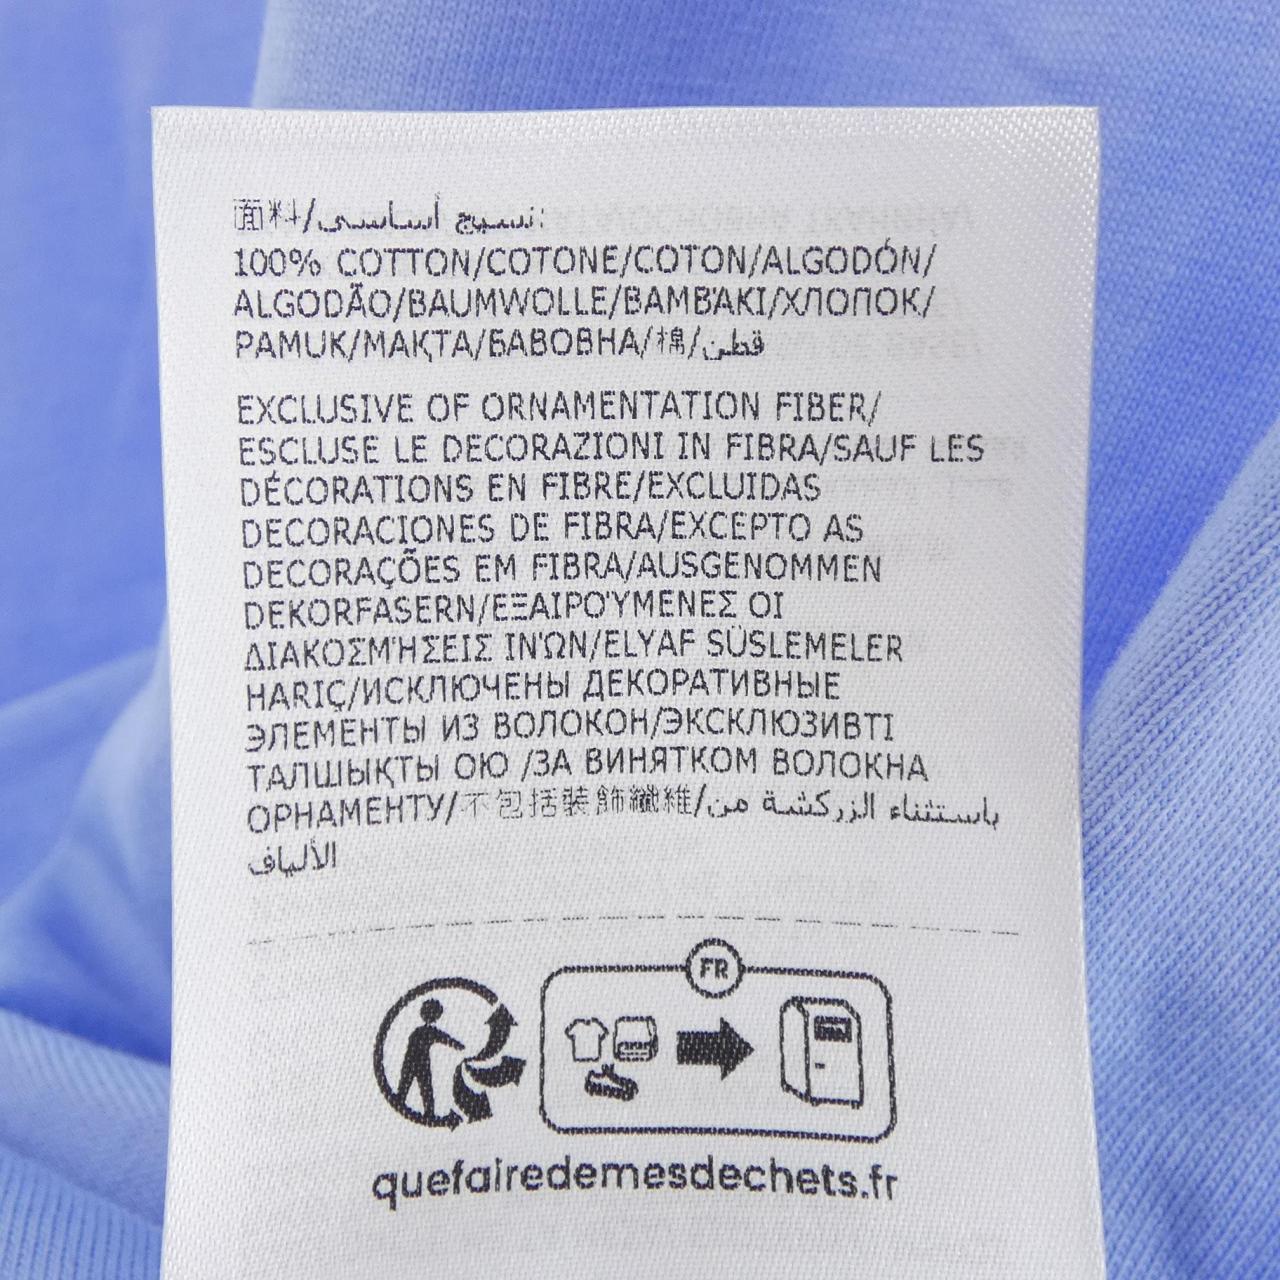 面料/نسيج أساسي:
100% COTTON/COTONE/COTON/ALGODÓN/
ALGODÃO/BAUMWOLLE/ΒΑΜΒΆΚΙ/ХЛОПОК/
PAMUK/МАҚТА/БАВОВНА/棉/قطن
EXCLUSIVE OF ORNAMENTATION FIBER/
ESCLUSE LE DECORAZIONI IN FIBRA/SAUF LES
DÉCORATIONS EN FIBRE/EXCLUIDAS
DECORACIONES DE FIBRA/EXCEPTO AS
DECORAÇÕES EM FIBRA/AUSGENOMMEN
DEKORFASERN/ΕΞΑΙΡΟΎΜΕΝΕΣ ΟΙ
ΔΙΑΚΟΣΜΉΣΕΙΣ ΙΝΏΝ/ELYAF SÜSLEMELER
HARIÇ/ИСКЛЮЧЕНЫ ДЕКОРАТИВНЫЕ
ЭЛЕМЕНТЫ ИЗ ВОЛОКОН/ЭКСКЛЮЗИВТІ
ТАЛШЫҚТЫ ОЮ /ЗА ВИНЯТКОМ ВОЛОКНА
ОРНАМЕНТУ/不包括裝飾纖維/باستثناء الزركشة من
الألياف
FR
quefairedemesdechets.fr